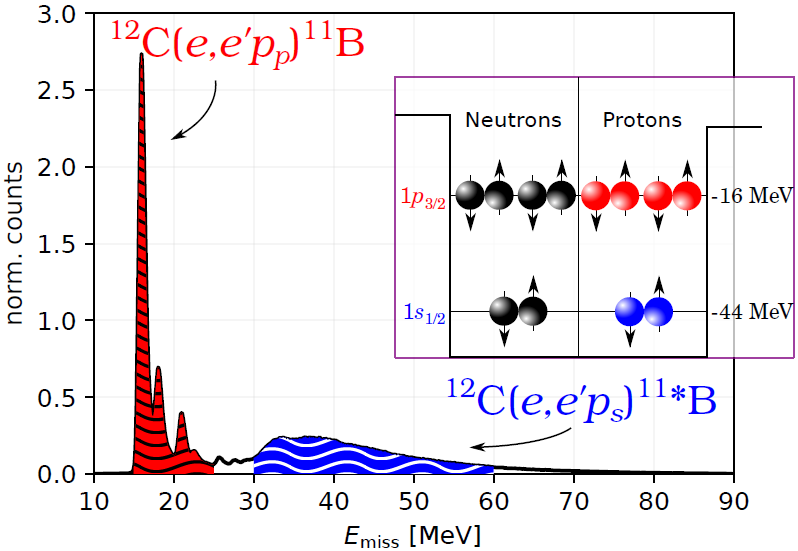 3.0
2.5
2.0
1.5
1.0
0.5
0.0
norm. counts
¹²C(e,e′pₚ)¹¹B
Neutrons Protons
1p₃/₂ -16 MeV
1s₁/₂ -44 MeV
¹²C(e,e′pₛ)¹¹*B
10 20 30 40 50 60 70 80 90
E_miss [MeV]